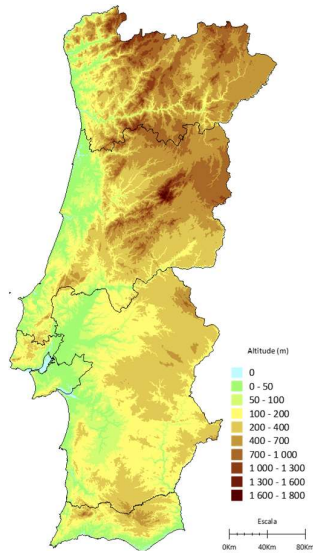 Altitude (m)
0
0 - 50
50 - 100
100 - 200
200 - 400
400 - 700
700 - 1 000
1 000 - 1 300
1 300 - 1 600
1 600 - 1 800
Escala
0Km 40Km 80Km